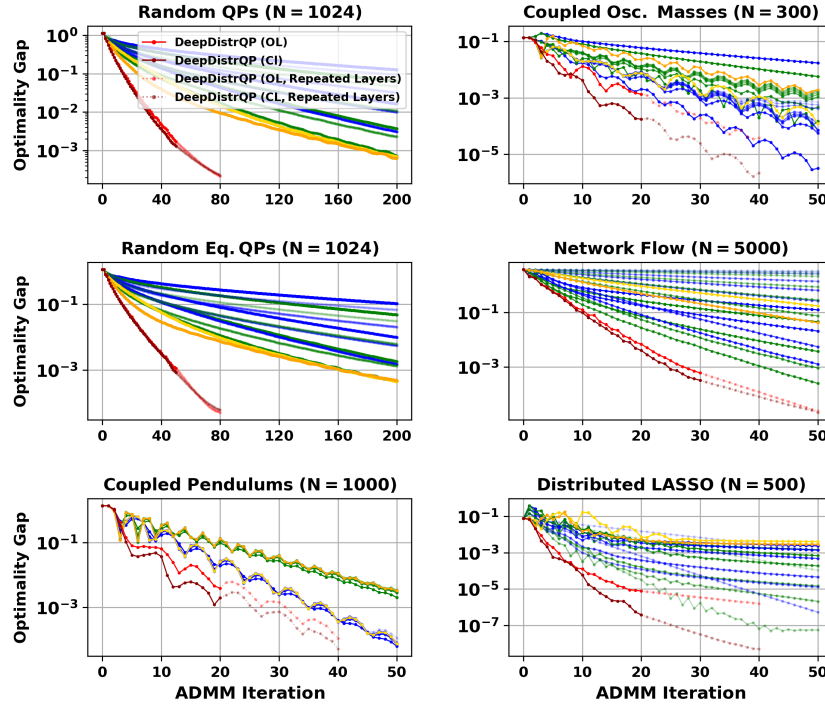 Random QPs (N = 1024)
Optimality Gap
10⁰
10⁻¹
10⁻²
10⁻³
DeepDistrQP (OL)
DeepDistrQP (Cl)
DeepDistrQP (OL, Repeated Layers)
DeepDistrQP (CL, Repeated Layers)
0 40 80 120 160 200
Coupled Osc. Masses (N = 300)
10⁻¹
10⁻³
10⁻⁵
0 10 20 30 40 50
Random Eq. QPs (N = 1024)
Optimality Gap
10⁻¹
10⁻³
0 40 80 120 160 200
Network Flow (N = 5000)
10⁻¹
10⁻³
0 10 20 30 40 50
Coupled Pendulums (N = 1000)
Optimality Gap
10⁻¹
10⁻³
0 10 20 30 40 50
ADMM Iteration
Distributed LASSO (N = 500)
10⁻¹
10⁻³
10⁻⁵
10⁻⁷
0 10 20 30 40 50
ADMM Iteration